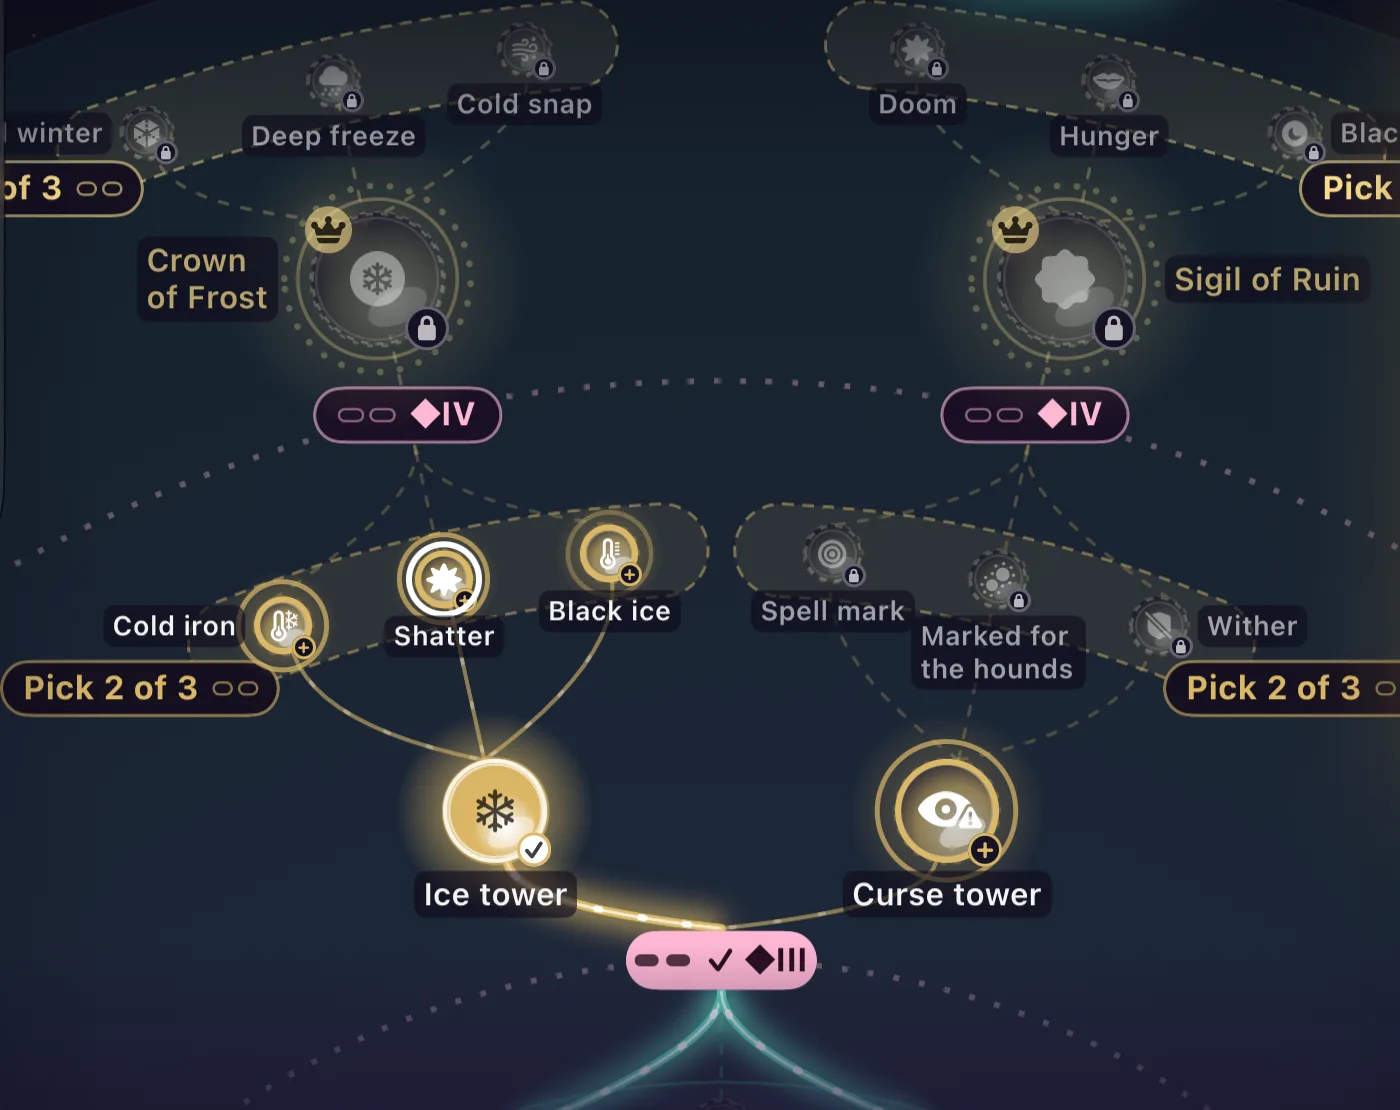 Cold snap
Doom
winter
Deep freeze
Hunger
Blac
of 3
Pick
Crown
of Frost
Sigil of Ruin
IV
IV
Cold iron
Shatter
Black ice
Spell mark
Marked for
the hounds
Wither
Pick 2 of 3
Pick 2 of 3
Ice tower
Curse tower
III